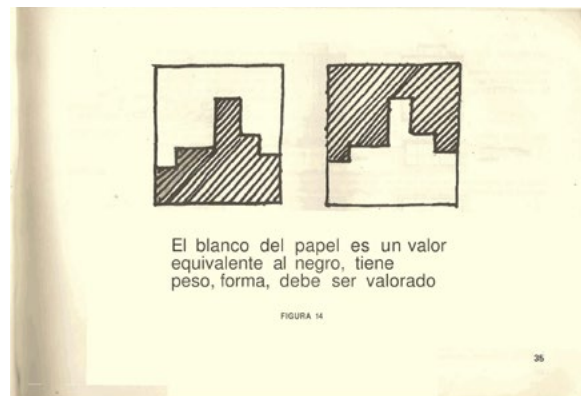 El blanco del papel es un valor
equivalente al negro, tiene
peso, forma, debe ser valorado
FIGURA 14
35